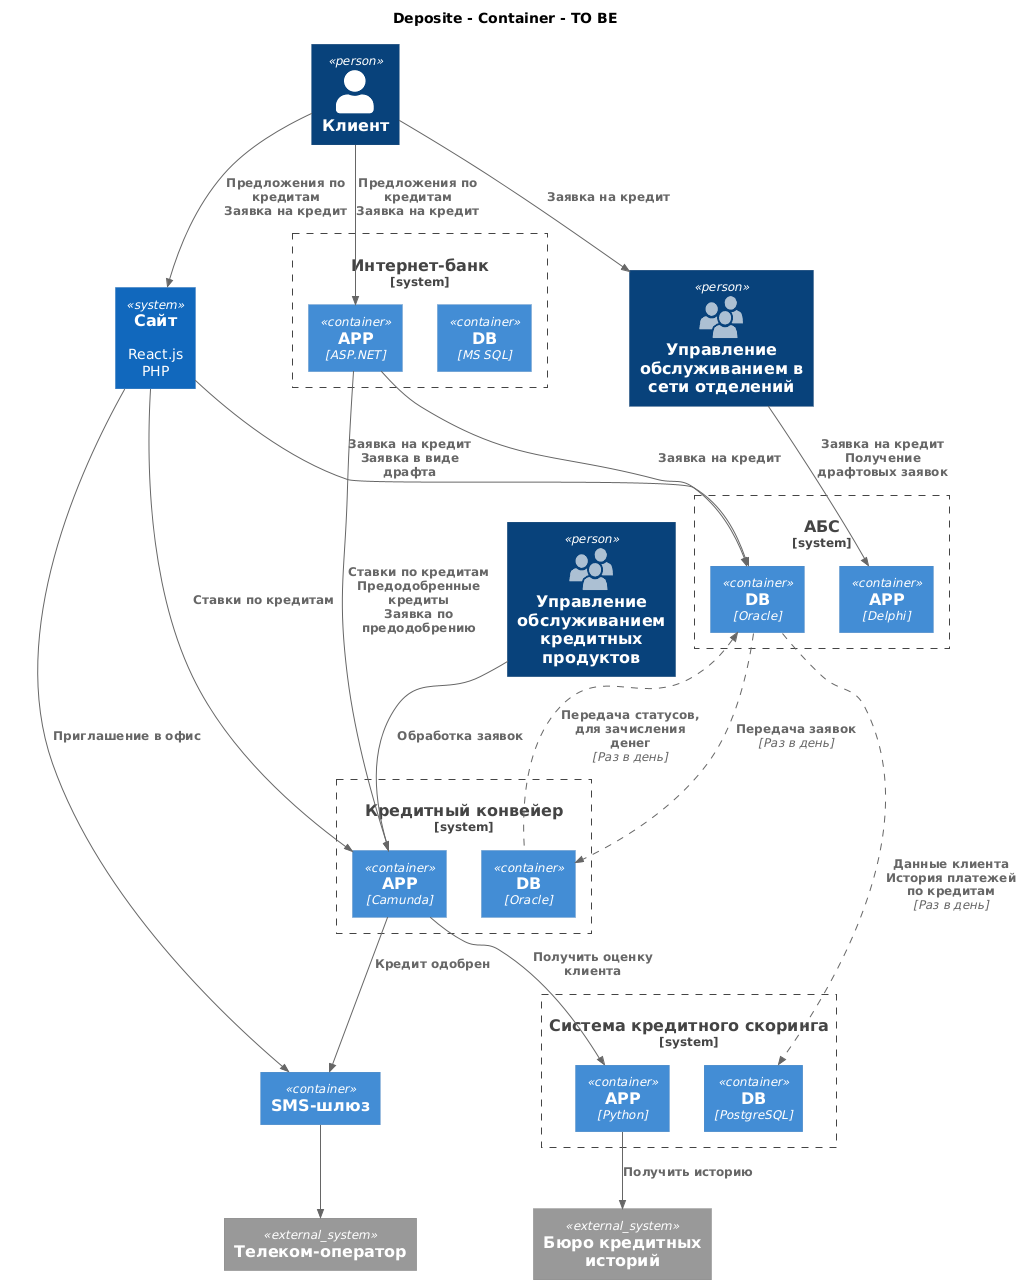 Deposite - Container - TO BE
«person»
Клиент
Предложения по
кредитам
Заявка на кредит
Предложения по
кредитам
Заявка на кредит
Заявка на кредит
«system»
Сайт
React.js
PHP
Интернет-банк
[system]
«container»
APP
[ASP.NET]
«container»
DB
[MS SQL]
«person»
Управление
обслуживанием в
сети отделений
Заявка на кредит
Заявка в виде
драфта
Заявка на кредит
Заявка на кредит
Получение
драфтовых заявок
АБС
[system]
«container»
DB
[Oracle]
«container»
APP
[Delphi]
«person»
Управление
обслуживанием
кредитных
продуктов
Ставки по кредитам
Ставки по кредитам
Предодобренные
кредиты
Заявка по
предодобрению
Приглашение в офис
Обработка заявок
Передача статусов,
для зачисления
денег
[Раз в день]
Передача заявок
[Раз в день]
Кредитный конвейер
[system]
«container»
APP
[Camunda]
«container»
DB
[Oracle]
Данные клиента
История платежей
по кредитам
[Раз в день]
Кредит одобрен
Получить оценку
клиента
Система кредитного скоринга
[system]
«container»
APP
[Python]
«container»
DB
[PostgreSQL]
«container»
SMS-шлюз
Получить историю
«external_system»
Телеком-оператор
«external_system»
Бюро кредитных
историй